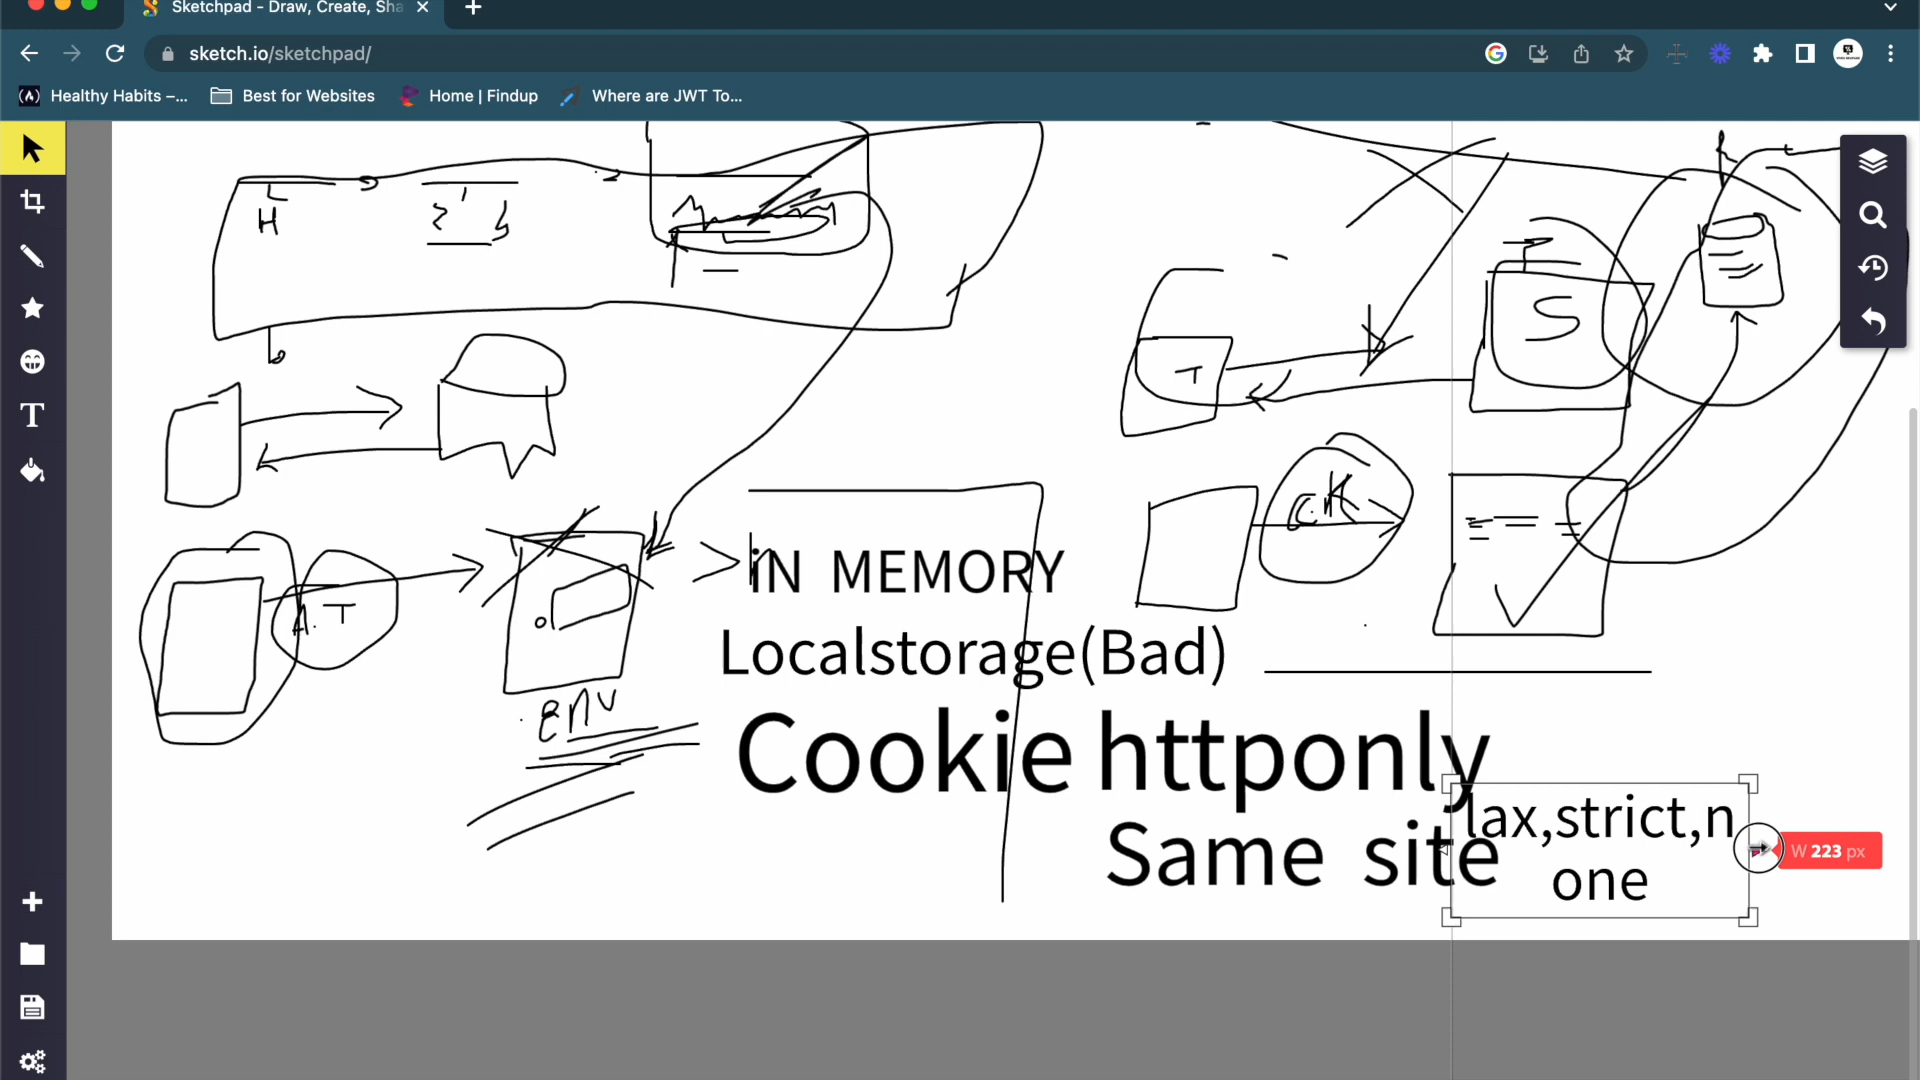 Sketchpad - Draw, Create, Sha
sketch.io/sketchpad/
Healthy Habits –...
Best for Websites
Home | Findup
Where are JWT To...
H
T
S
T
C.K
A.T
iN MEMORY
Localstorage(Bad)
env
Cookie httponly
lax,strict,n
one
Same site
W 223 px